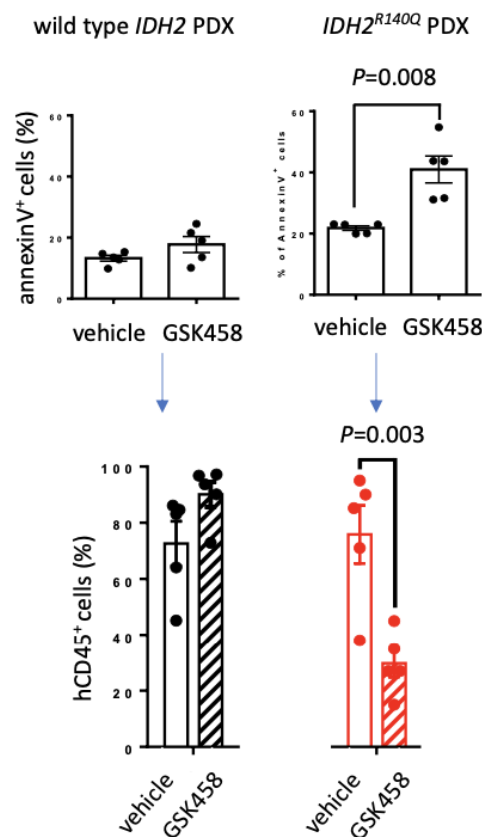 wild type IDH2 PDX
IDH2^R140Q PDX
P=0.008
annexinV⁺ cells (%)
60
40
20
0
vehicle GSK458
% of AnnexinV⁺ cells
60
40
20
0
vehicle GSK458
P=0.003
hCD45⁺ cells (%)
100
80
60
40
20
0
vehicle
GSK458
vehicle
GSK458